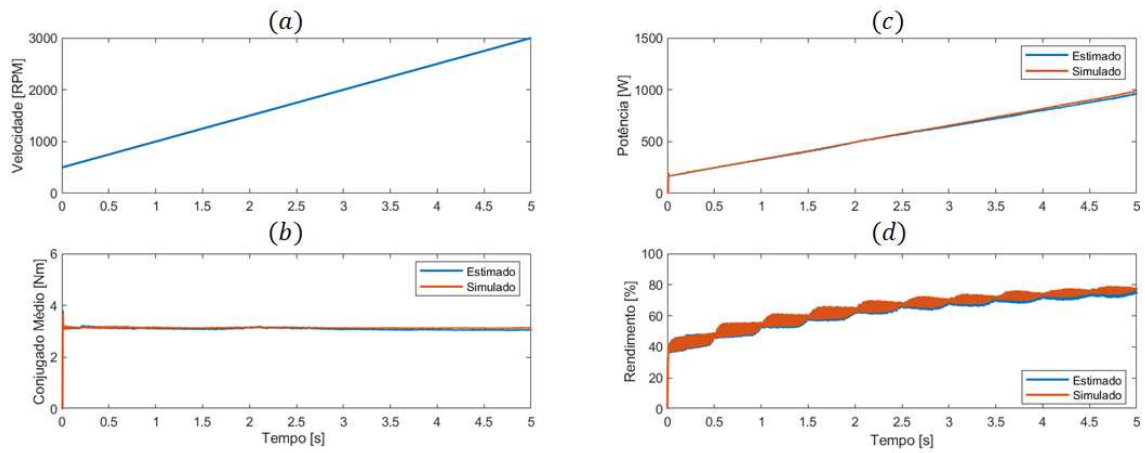 (a)
Velocidade [RPM]
3000
2000
1000
0
0 0.5 1 1.5 2 2.5 3 3.5 4 4.5 5
(b)
Conjugado Médio [Nm]
6
4
2
0
Estimado
Simulado
0 0.5 1 1.5 2 2.5 3 3.5 4 4.5 5
Tempo [s]
(c)
Potência [W]
1500
1000
500
0
Estimado
Simulado
0 0.5 1 1.5 2 2.5 3 3.5 4 4.5 5
(d)
Rendimento [%]
100
80
60
40
20
0
Estimado
Simulado
0 0.5 1 1.5 2 2.5 3 3.5 4 4.5 5
Tempo [s]